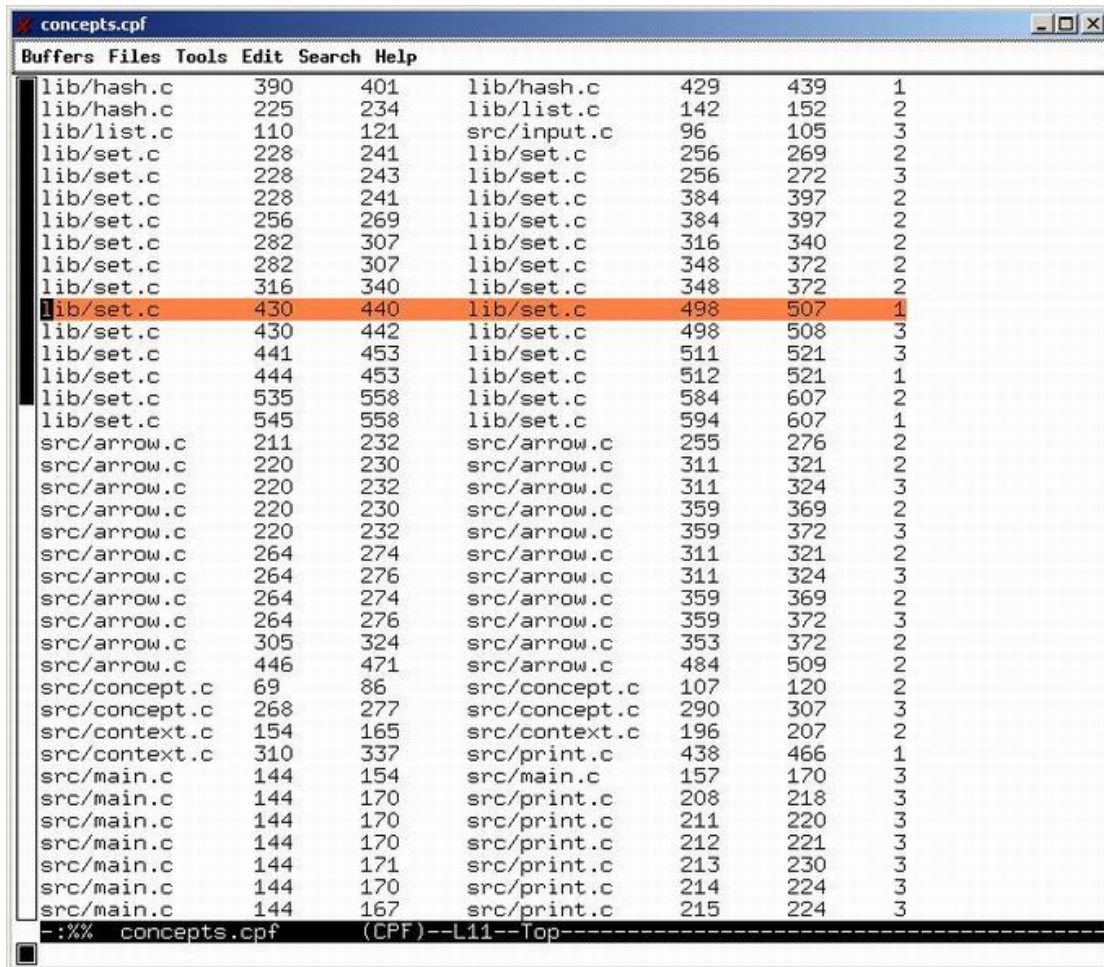 concepts.cpf
Buffers Files Tools Edit Search Help
lib/hash.c 390 401 lib/hash.c 429 439 1
lib/hash.c 225 234 lib/list.c 142 152 2
lib/list.c 110 121 src/input.c 96 105 3
lib/set.c 228 241 lib/set.c 256 269 2
lib/set.c 228 243 lib/set.c 256 272 3
lib/set.c 228 241 lib/set.c 384 397 2
lib/set.c 256 269 lib/set.c 384 397 2
lib/set.c 282 307 lib/set.c 316 340 2
lib/set.c 282 307 lib/set.c 348 372 2
lib/set.c 316 340 lib/set.c 348 372 2
lib/set.c 430 440 lib/set.c 498 507 1
lib/set.c 430 442 lib/set.c 498 508 3
lib/set.c 441 453 lib/set.c 511 521 3
lib/set.c 444 453 lib/set.c 512 521 1
lib/set.c 535 558 lib/set.c 584 607 2
lib/set.c 545 558 lib/set.c 594 607 1
src/arrow.c 211 232 src/arrow.c 255 276 2
src/arrow.c 220 230 src/arrow.c 311 321 2
src/arrow.c 220 232 src/arrow.c 311 324 3
src/arrow.c 220 230 src/arrow.c 359 369 2
src/arrow.c 220 232 src/arrow.c 359 372 3
src/arrow.c 264 274 src/arrow.c 311 321 2
src/arrow.c 264 276 src/arrow.c 311 324 3
src/arrow.c 264 274 src/arrow.c 359 369 2
src/arrow.c 264 276 src/arrow.c 359 372 3
src/arrow.c 305 324 src/arrow.c 353 372 2
src/arrow.c 446 471 src/arrow.c 484 509 2
src/concept.c 69 86 src/concept.c 107 120 2
src/concept.c 268 277 src/concept.c 290 307 3
src/context.c 154 165 src/context.c 196 207 2
src/context.c 310 337 src/print.c 438 466 1
src/main.c 144 154 src/main.c 157 170 3
src/main.c 144 170 src/print.c 208 218 3
src/main.c 144 170 src/print.c 211 220 3
src/main.c 144 170 src/print.c 212 221 3
src/main.c 144 171 src/print.c 213 230 3
src/main.c 144 170 src/print.c 214 224 3
src/main.c 144 167 src/print.c 215 224 3
-:%% concepts.cpf (CPF)--L11--Top--------------------------------------------